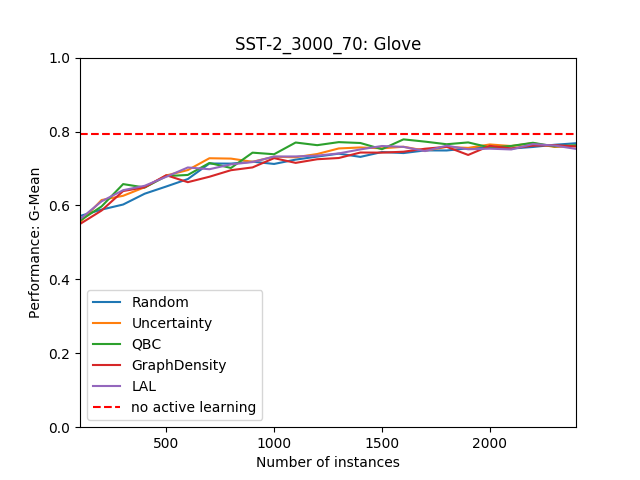 SST-2_3000_70: Glove
1.0
0.8
0.6
0.4
0.2
0.0
Performance: G-Mean
Random
Uncertainty
QBC
GraphDensity
LAL
no active learning
500
1000
1500
2000
Number of instances